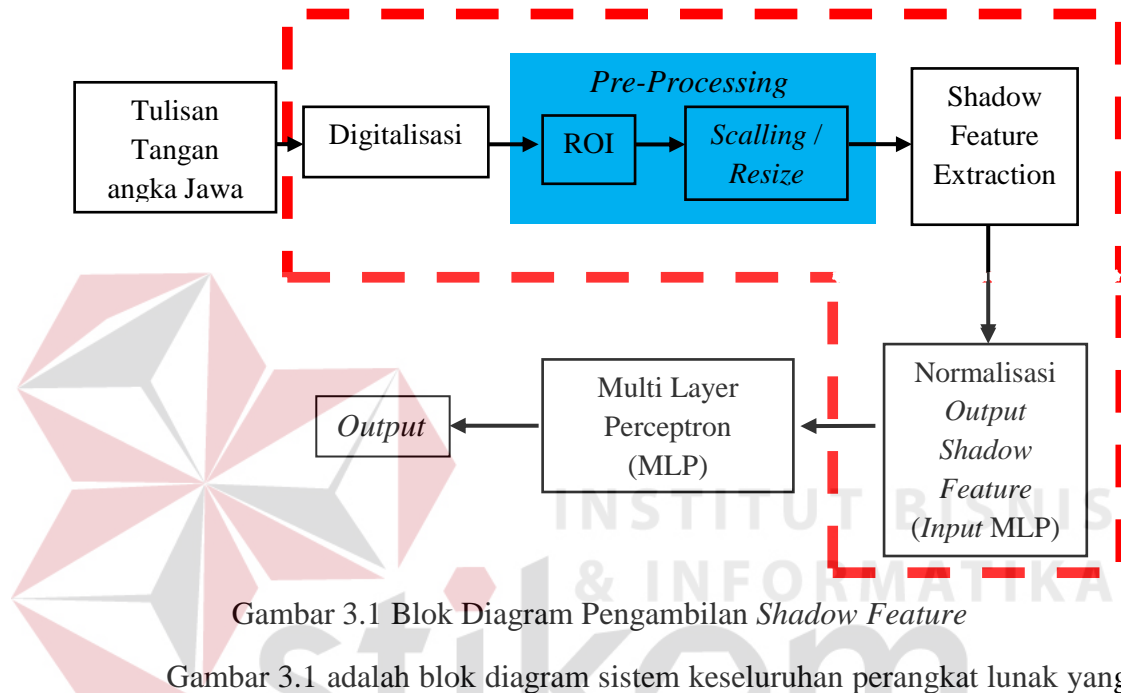 Tulisan
Tangan
angka Jawa
Digitalisasi
Pre-Processing
ROI
Scalling /
Resize
Shadow
Feature
Extraction
Normalisasi
Output
Shadow
Feature
(Input MLP)
Multi Layer
Perceptron
(MLP)
Output
INSTITUT BISNIS
& INFORMATIKA
stikom
Gambar 3.1 Blok Diagram Pengambilan Shadow Feature
Gambar 3.1 adalah blok diagram sistem keseluruhan perangkat lunak yang